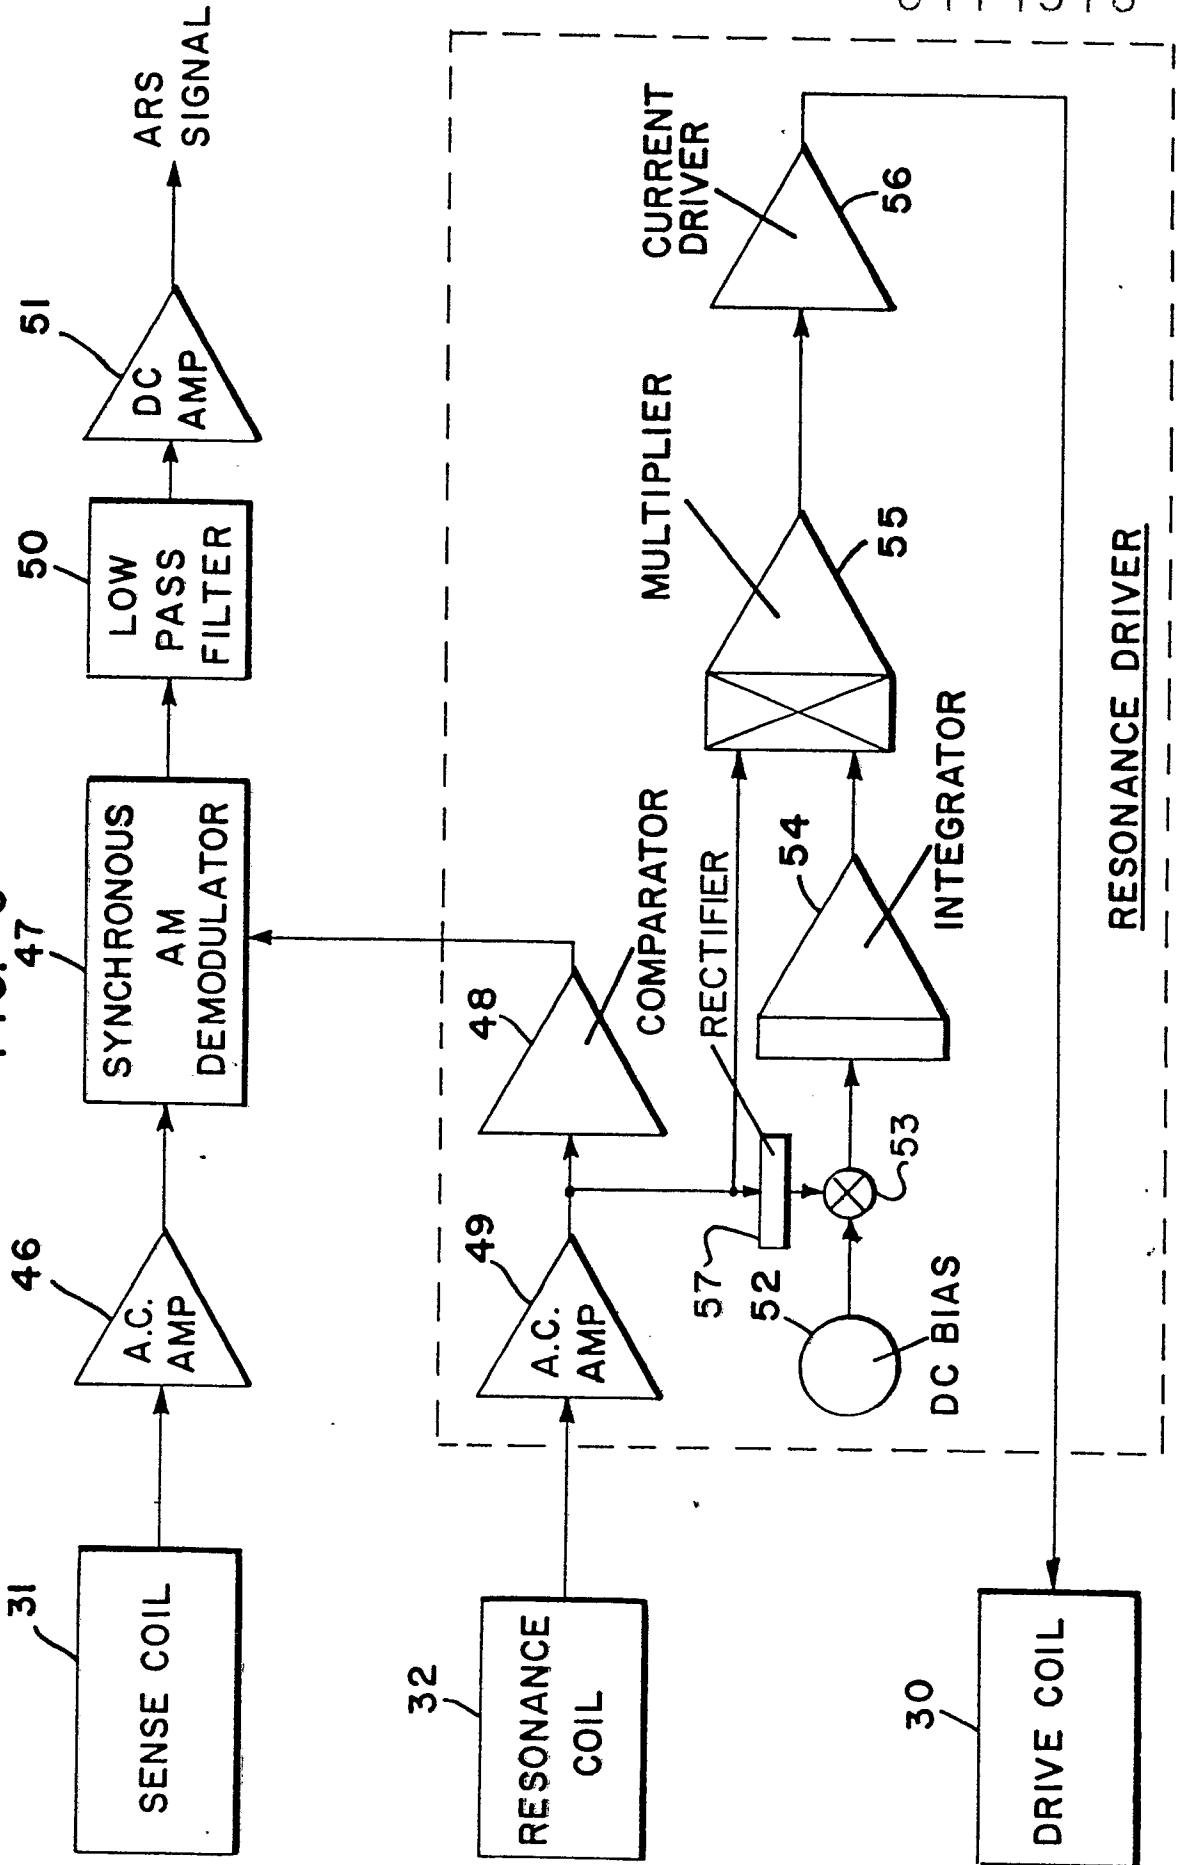 31
SENSE COIL
46
A.C.
AMP
47
SYNCHRONOUS
AM
DEMODULATOR
50
LOW
PASS
FILTER
51
DC
AMP
ARS
SIGNAL
32
RESONANCE
COIL
49
A.C.
AMP
48
COMPARATOR
57
RECTIFIER
52
DC BIAS
53
54
INTEGRATOR
MULTIPLIER
55
CURRENT
DRIVER
56
RESONANCE DRIVER
30
DRIVE COIL